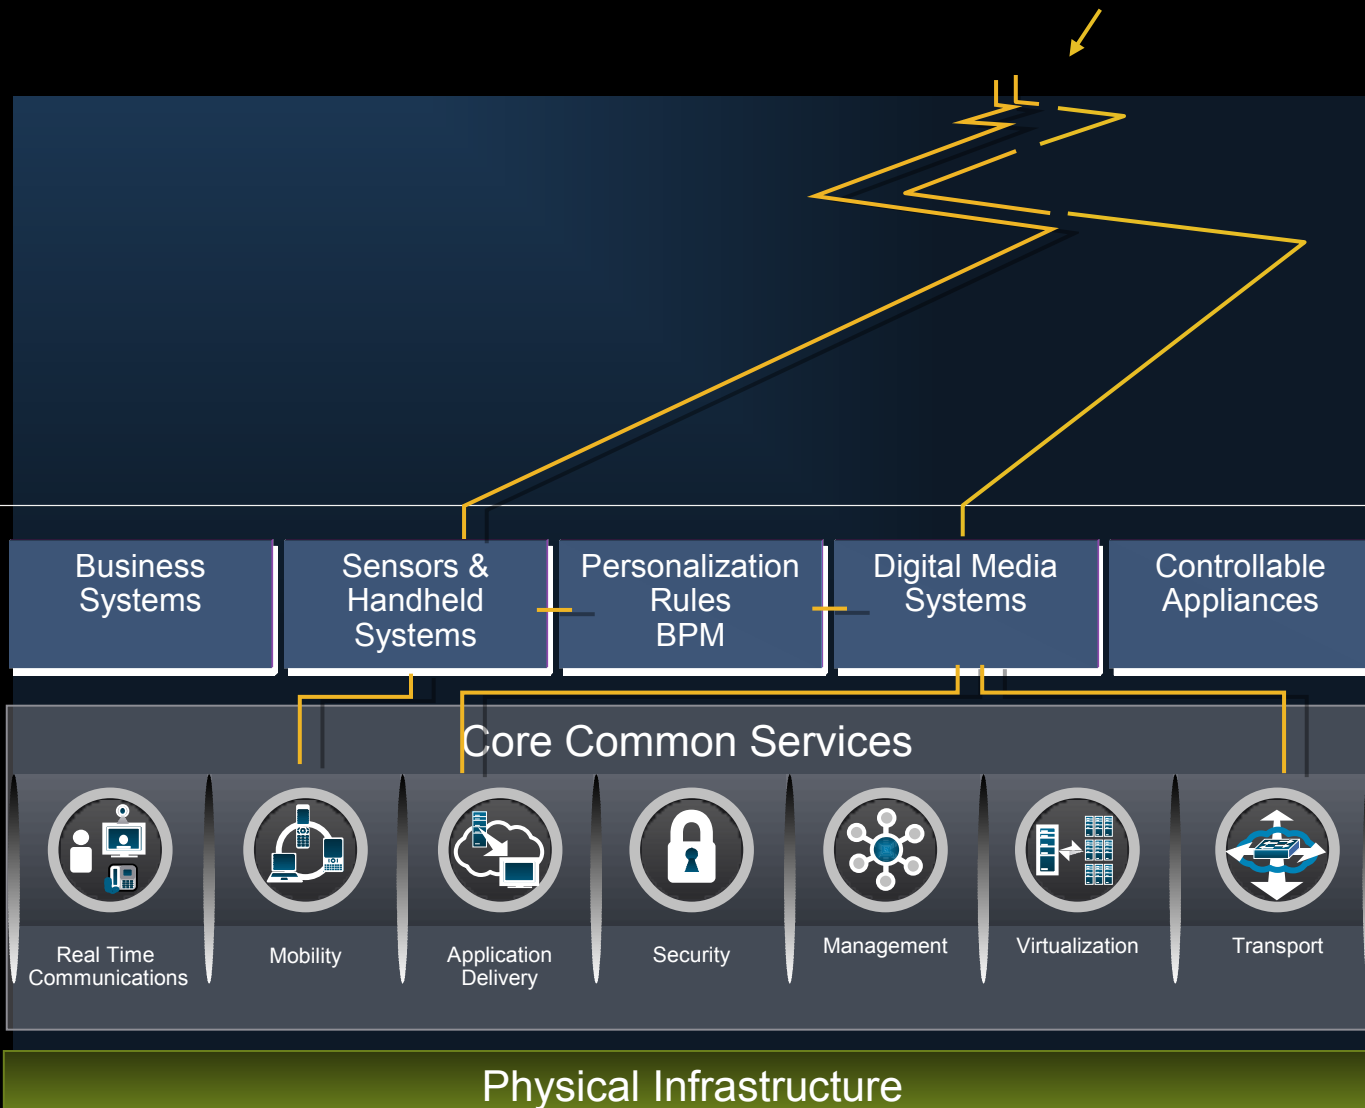 Business
Systems
Sensors &
Handheld
Systems
Personalization
Rules
BPM
Digital Media
Systems
Controllable
Appliances
Core Common Services
Real Time
Communications
Mobility
Application
Delivery
Security
Management
Virtualization
Transport
Physical Infrastructure